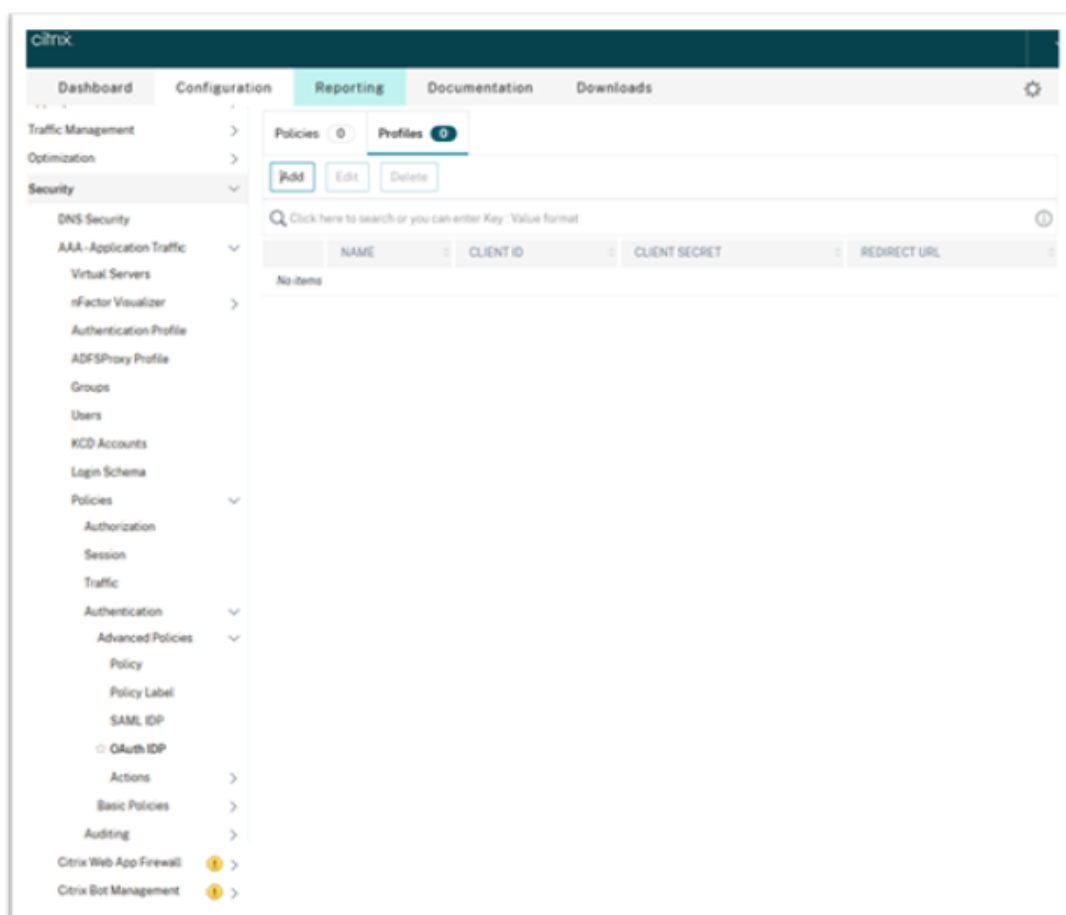 citrix
Dashboard Configuration Reporting Documentation Downloads
Traffic Management
Optimization
Security
DNS Security
AAA - Application Traffic
Virtual Servers
nFactor Visualizer
Authentication Profile
ADFSProxy Profile
Groups
Users
KCD Accounts
Login Schema
Policies
Authorization
Session
Traffic
Authentication
Advanced Policies
Policy
Policy Label
SAML IDP
OAuth IDP
Actions
Basic Policies
Auditing
Citrix Web App Firewall
Citrix Bot Management
Policies 0 Profiles 0
Add Edit Delete
Click here to search or you can enter Key : Value format
NAME CLIENT ID CLIENT SECRET REDIRECT URL
No items